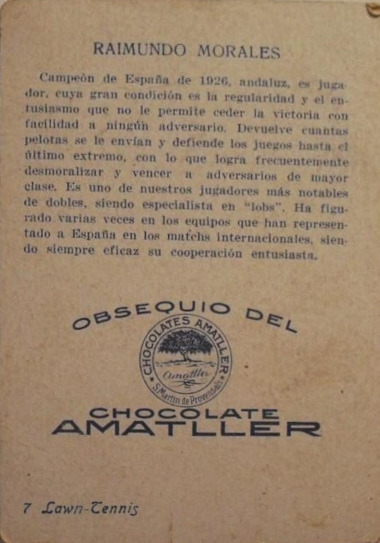 RAIMUNDO MORALES
Campeón de España de 1926, andaluz, es juga-
dor, cuya gran condición es la regularidad y el en-
tusiasmo que no le permite ceder la victoria con
facilidad a ningún adversario. Devuelve cuantas
pelotas se le envían y defiende los juegos hasta el
último extremo, con lo que logra frecuentemente
desmoralizar y vencer a adversarios de mayor
clase. Es uno de nuestros jugadores más notables
de dobles, siendo especialista en "lobs". Ha figu-
rado varias veces en los equipos que han represen-
tado a España en los matchs internacionales, sien-
do siempre eficaz su cooperación entusiasta.
OBSEQUIO DEL
CHOCOLATES AMATLLER
Amatller
S. Martin de Provensals
CHOCOLATE
AMATLLER
7 Lawn-Tennis